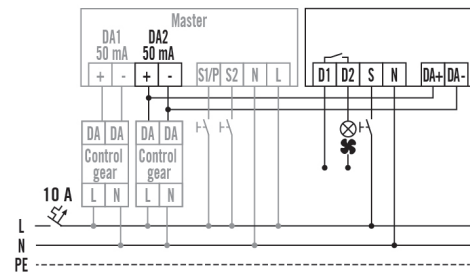 Master
DA1 DA2
50 mA 50 mA
+ - + - S1/P S2 N L D1 D2 S N DA+ DA-
DA DA DA DA
Control Control
gear gear
10 A L N L N
L
N
PE